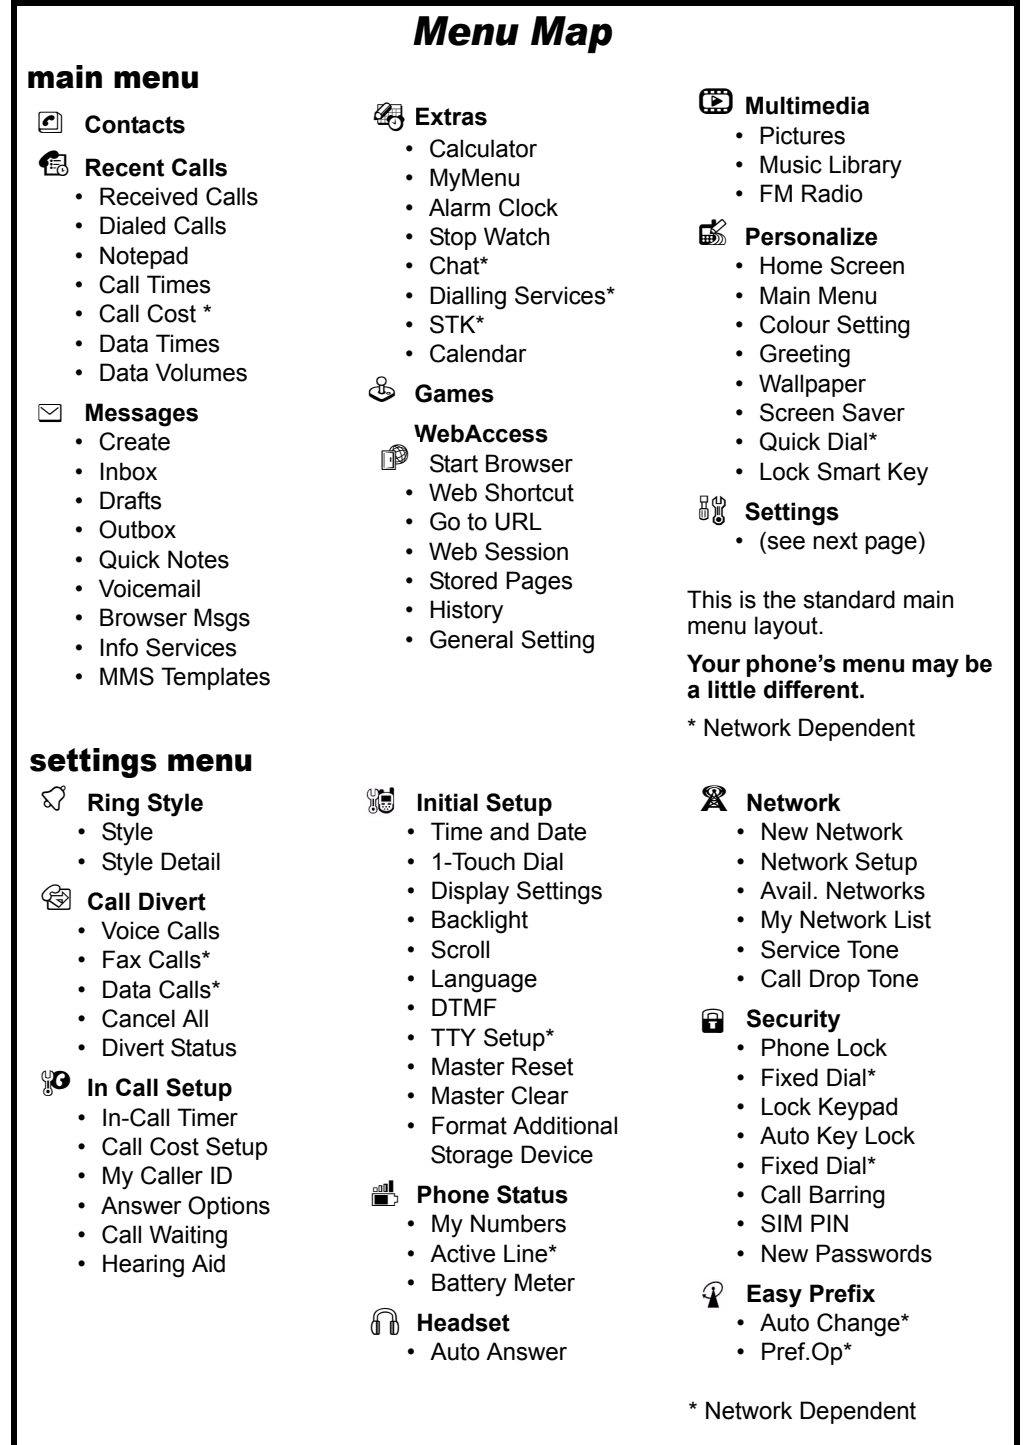 Menu Map
main menu
Contacts
Recent Calls
• Received Calls
• Dialed Calls
• Notepad
• Call Times
• Call Cost *
• Data Times
• Data Volumes
Messages
• Create
• Inbox
• Drafts
• Outbox
• Quick Notes
• Voicemail
• Browser Msgs
• Info Services
• MMS Templates
Extras
• Calculator
• MyMenu
• Alarm Clock
• Stop Watch
• Chat*
• Dialling Services*
• STK*
• Calendar
Games
WebAccess
Start Browser
• Web Shortcut
• Go to URL
• Web Session
• Stored Pages
• History
• General Setting
Multimedia
• Pictures
• Music Library
• FM Radio
Personalize
• Home Screen
• Main Menu
• Colour Setting
• Greeting
• Wallpaper
• Screen Saver
• Quick Dial*
• Lock Smart Key
Settings
• (see next page)
This is the standard main
menu layout.
Your phone's menu may be
a little different.
* Network Dependent
settings menu
Ring Style
• Style
• Style Detail
Call Divert
• Voice Calls
• Fax Calls*
• Data Calls*
• Cancel All
• Divert Status
In Call Setup
• In-Call Timer
• Call Cost Setup
• My Caller ID
• Answer Options
• Call Waiting
• Hearing Aid
Initial Setup
• Time and Date
• 1-Touch Dial
• Display Settings
• Backlight
• Scroll
• Language
• DTMF
• TTY Setup*
• Master Reset
• Master Clear
• Format Additional
Storage Device
Phone Status
• My Numbers
• Active Line*
• Battery Meter
Headset
• Auto Answer
Network
• New Network
• Network Setup
• Avail. Networks
• My Network List
• Service Tone
• Call Drop Tone
Security
• Phone Lock
• Fixed Dial*
• Lock Keypad
• Auto Key Lock
• Fixed Dial*
• Call Barring
• SIM PIN
• New Passwords
Easy Prefix
• Auto Change*
• Pref.Op*
* Network Dependent